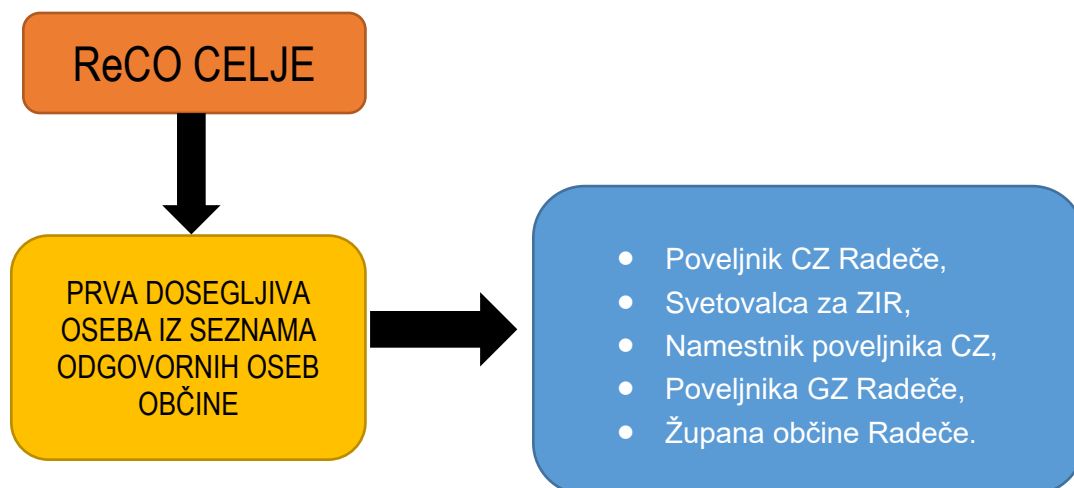 ReCO CELJE
PRVA DOSEGLJIVA
OSEBA IZ SEZNAMA
ODGOVORNIH OSEB
OBČINE
• Poveljnik CZ Radeče,
• Svetovalca za ZIR,
• Namestnik poveljnika CZ,
• Poveljnika GZ Radeče,
• Župana občine Radeče.